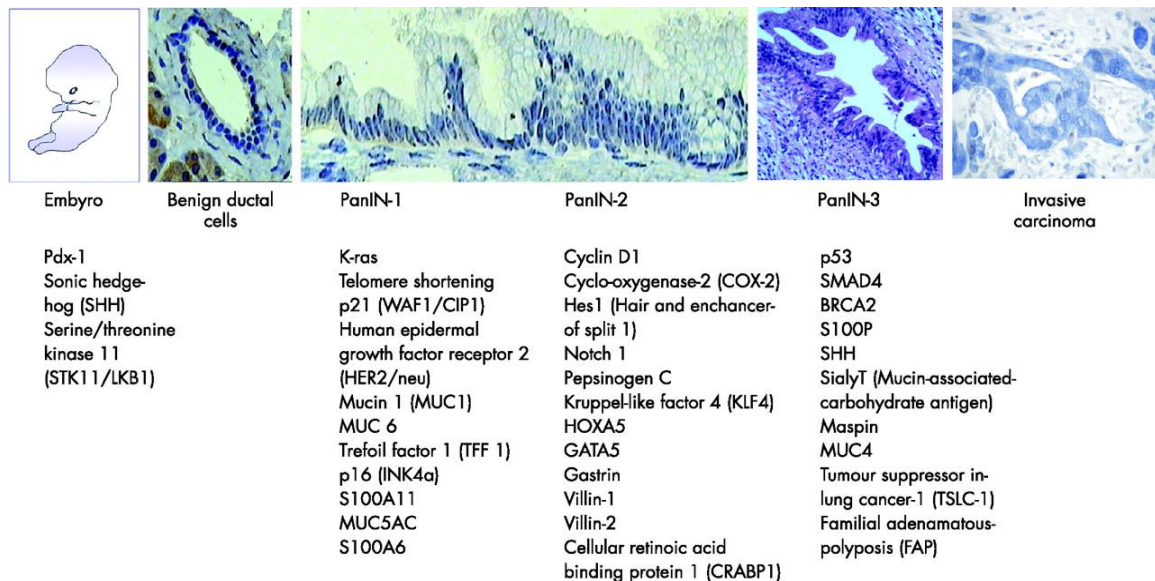 Embyro
Benign ductal
cells
PanIN-1
PanIN-2
PanIN-3
Invasive
carcinoma
Pdx-1
Sonic hedge-
hog (SHH)
Serine/threonine
kinase 11
(STK11/LKB1)
K-ras
Telomere shortening
p21 (WAF1/CIP1)
Human epidermal
growth factor receptor 2
(HER2/neu)
Mucin 1 (MUC1)
MUC 6
Trefoil factor 1 (TFF 1)
p16 (INK4a)
S100A11
MUC5AC
S100A6
Cyclin D1
Cyclo-oxygenase-2 (COX-2)
Hes1 (Hair and enchancer-
of split 1)
Notch 1
Pepsinogen C
Kruppel-like factor 4 (KLF4)
HOXA5
GATA5
Gastrin
Villin-1
Villin-2
Cellular retinoic acid
binding protein 1 (CRABP1)
p53
SMAD4
BRCA2
S100P
SHH
SialyT (Mucin-associated-
carbohydrate antigen)
Maspin
MUC4
Tumour suppressor in-
lung cancer-1 (TSLC-1)
Familial adenamatous-
polyposis (FAP)